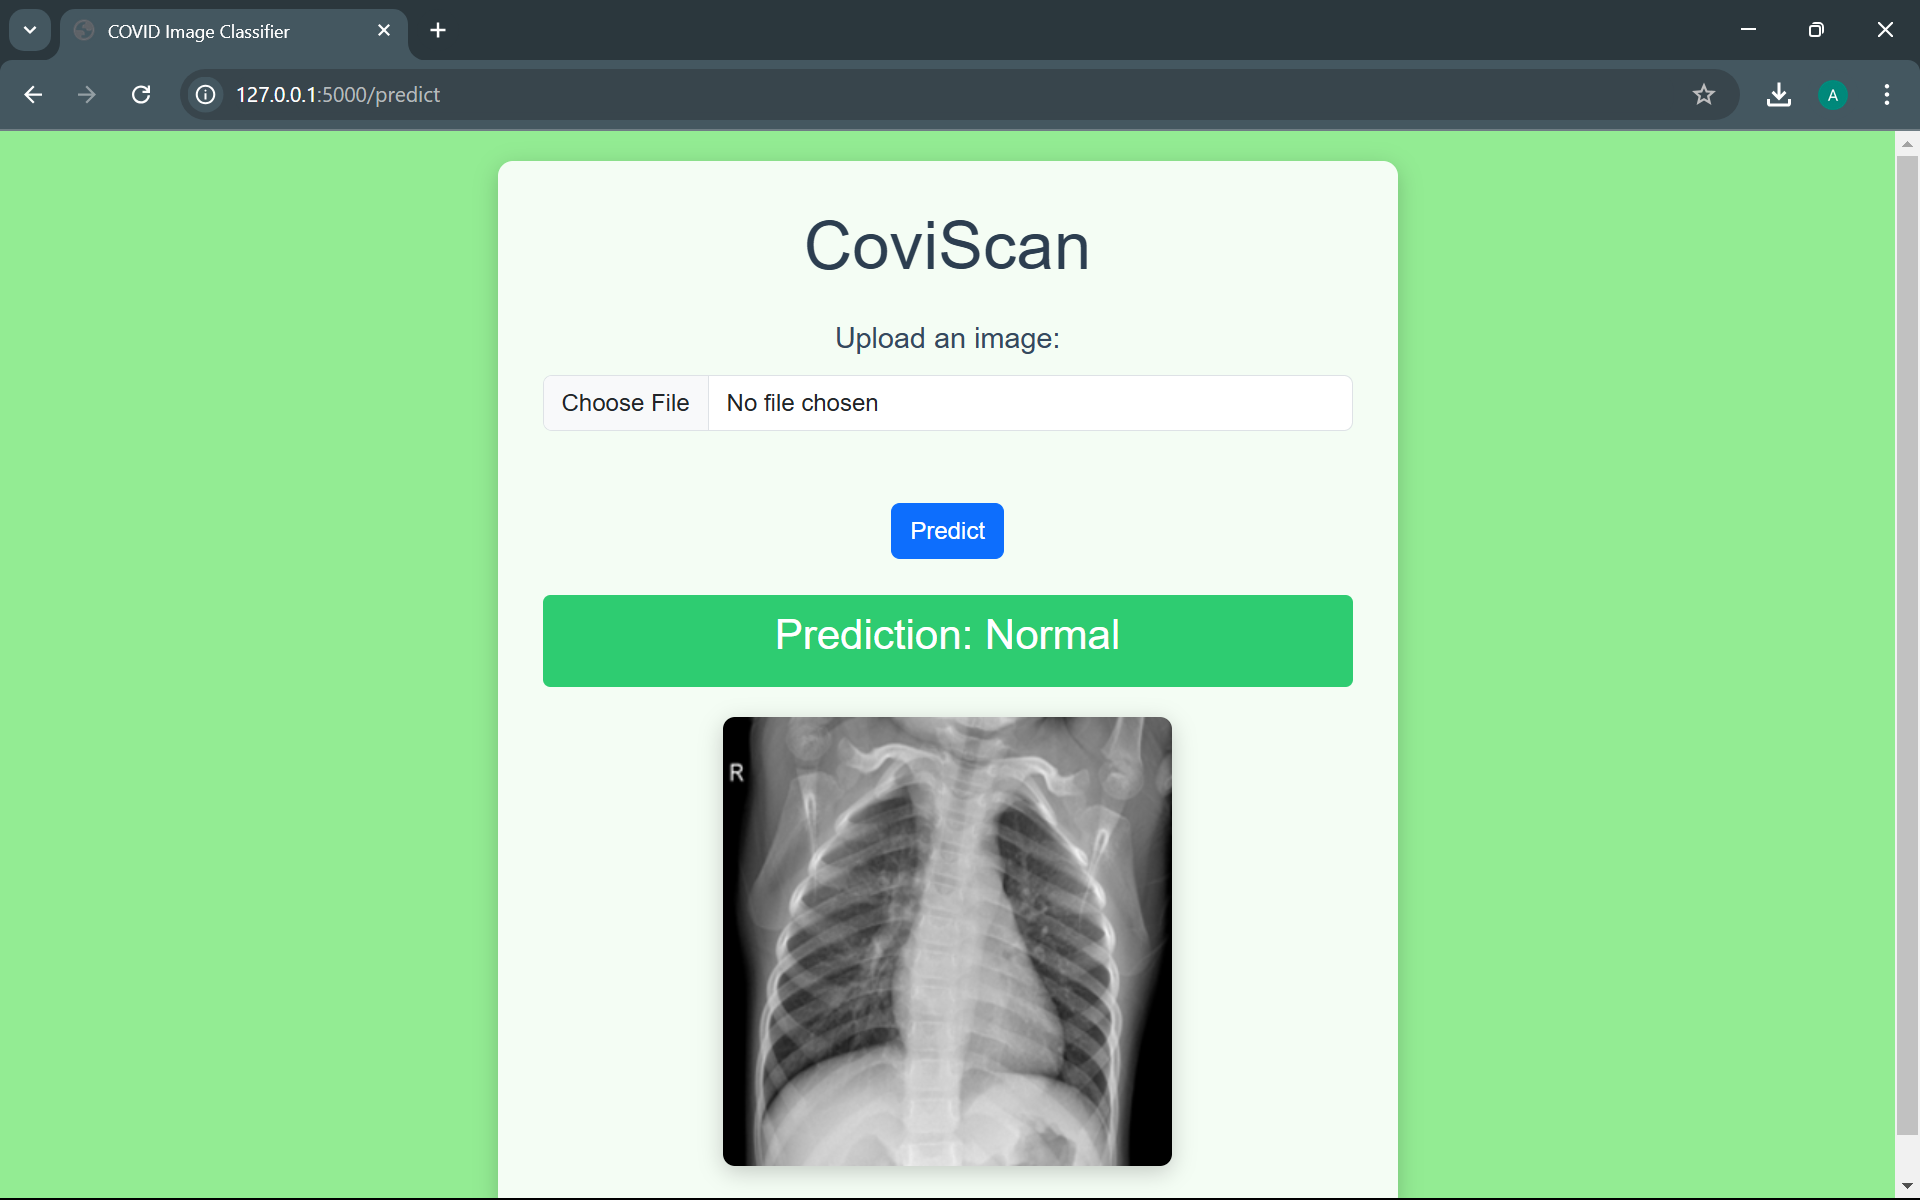 COVID Image Classifier
127.0.0.1:5000/predict
A
CoviScan
Upload an image:
Choose File No file chosen
Predict
Prediction: Normal
R